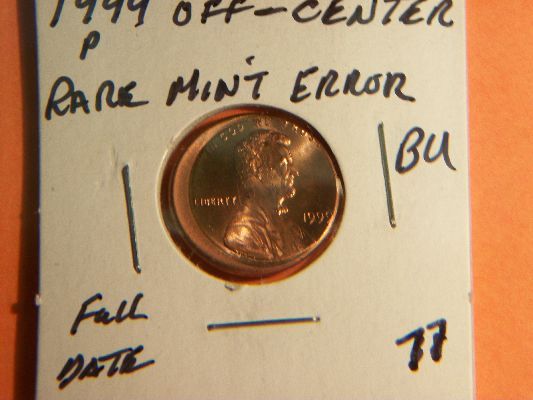 1999 OFF-CENTER
P
RARE MINT ERROR
BU
LIBERTY
1999
Full
DATE
77